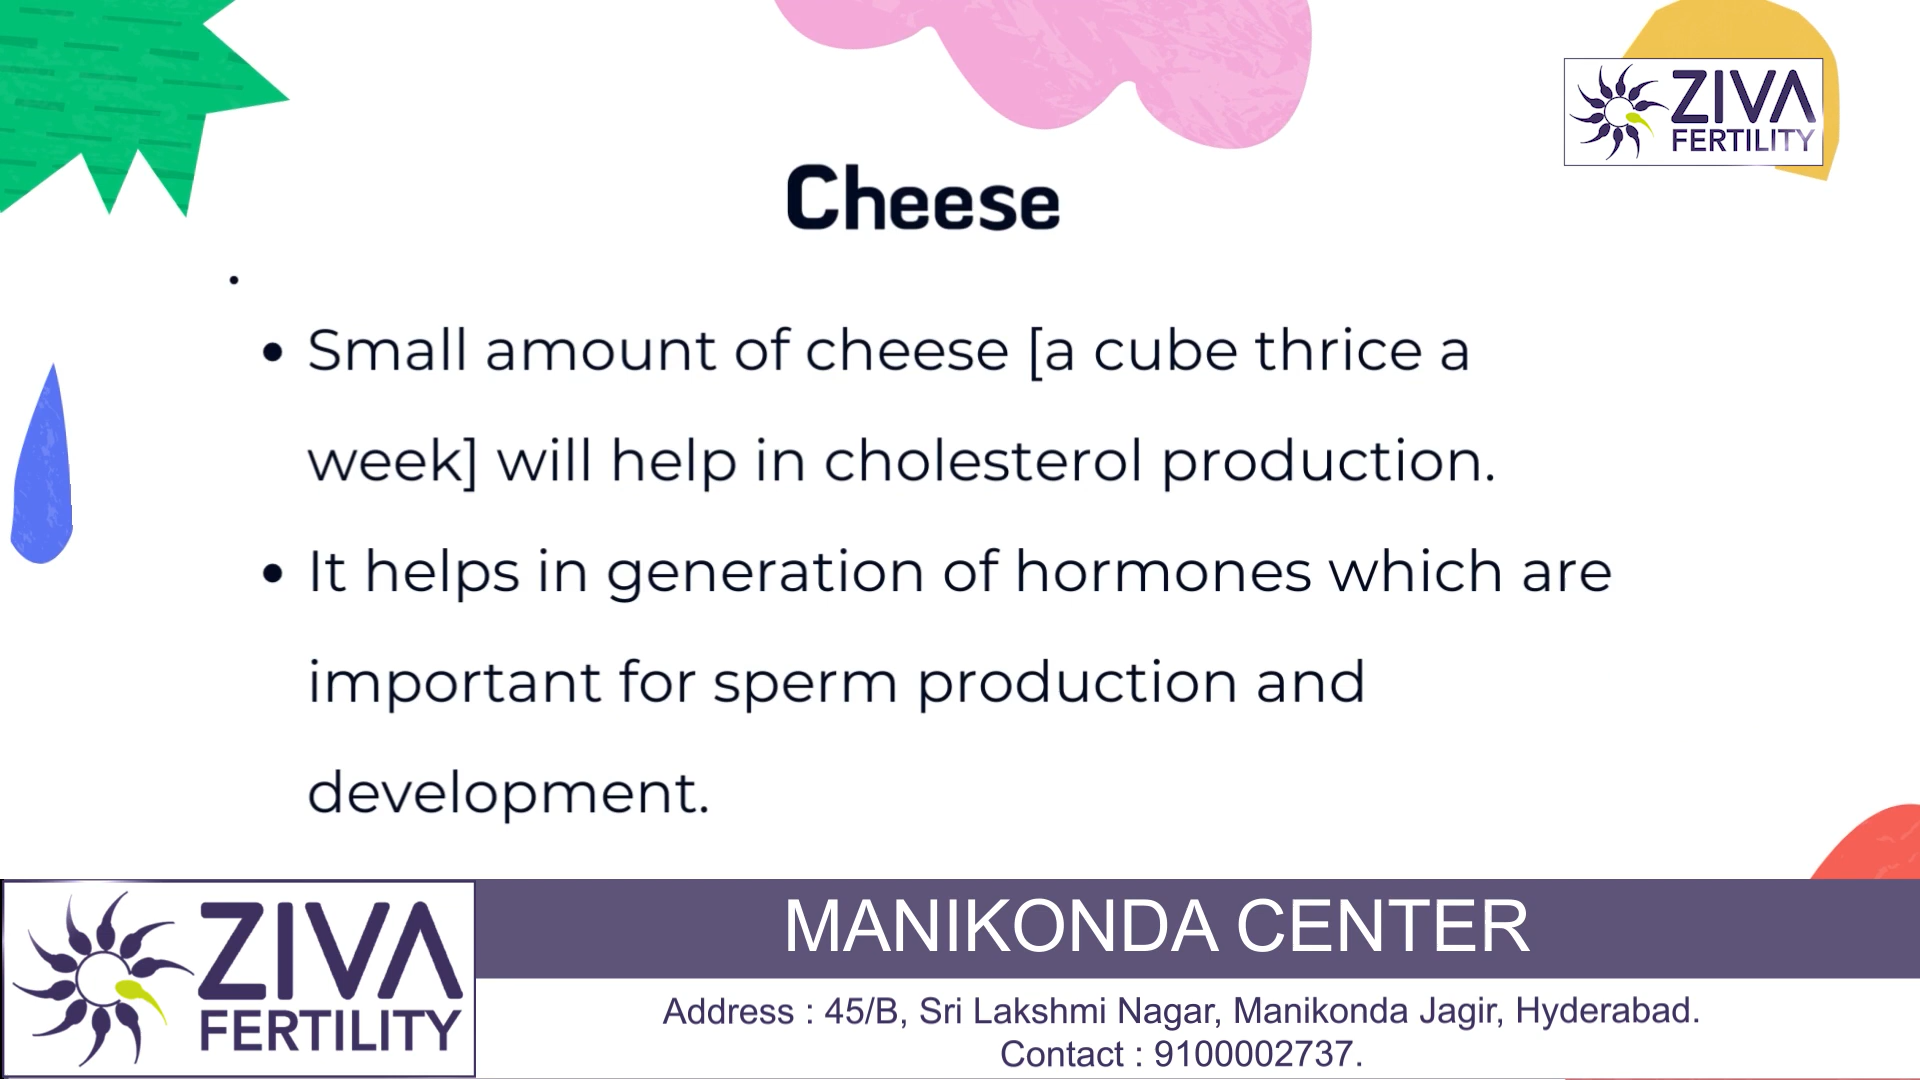 ZIVA
FERTILITY
Cheese
•
• Small amount of cheese [a cube thrice a
week] will help in cholesterol production.
• It helps in generation of hormones which are
important for sperm production and
development.
ZIVA
FERTILITY
MANIKONDA CENTER
Address : 45/B, Sri Lakshmi Nagar, Manikonda Jagir, Hyderabad.
Contact : 9100002737.